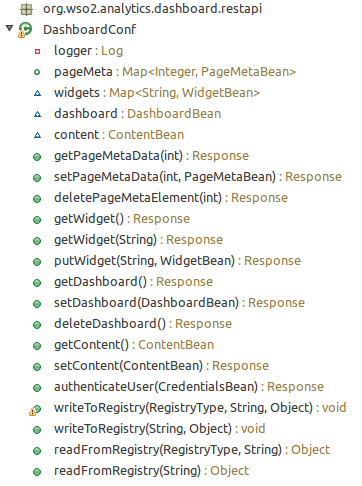 org.wso2.analytics.dashboard.restapi
DashboardConf
logger : Log
pageMeta : Map<Integer, PageMetaBean>
widgets : Map<String, WidgetBean>
dashboard : DashboardBean
content : ContentBean
getPageMetaData(int) : Response
setPageMetaData(int, PageMetaBean) : Response
deletePageMetaElement(int) : Response
getWidget() : Response
getWidget(String) : Response
putWidget(String, WidgetBean) : Response
getDashboard() : Response
setDashboard(DashboardBean) : Response
deleteDashboard() : Response
getContent() : ContentBean
setContent(ContentBean) : Response
authenticateUser(CredentialsBean) : Response
writeToRegistry(RegistryType, String, Object) : void
writeToRegistry(String, Object) : void
readFromRegistry(RegistryType, String) : Object
readFromRegistry(String) : Object